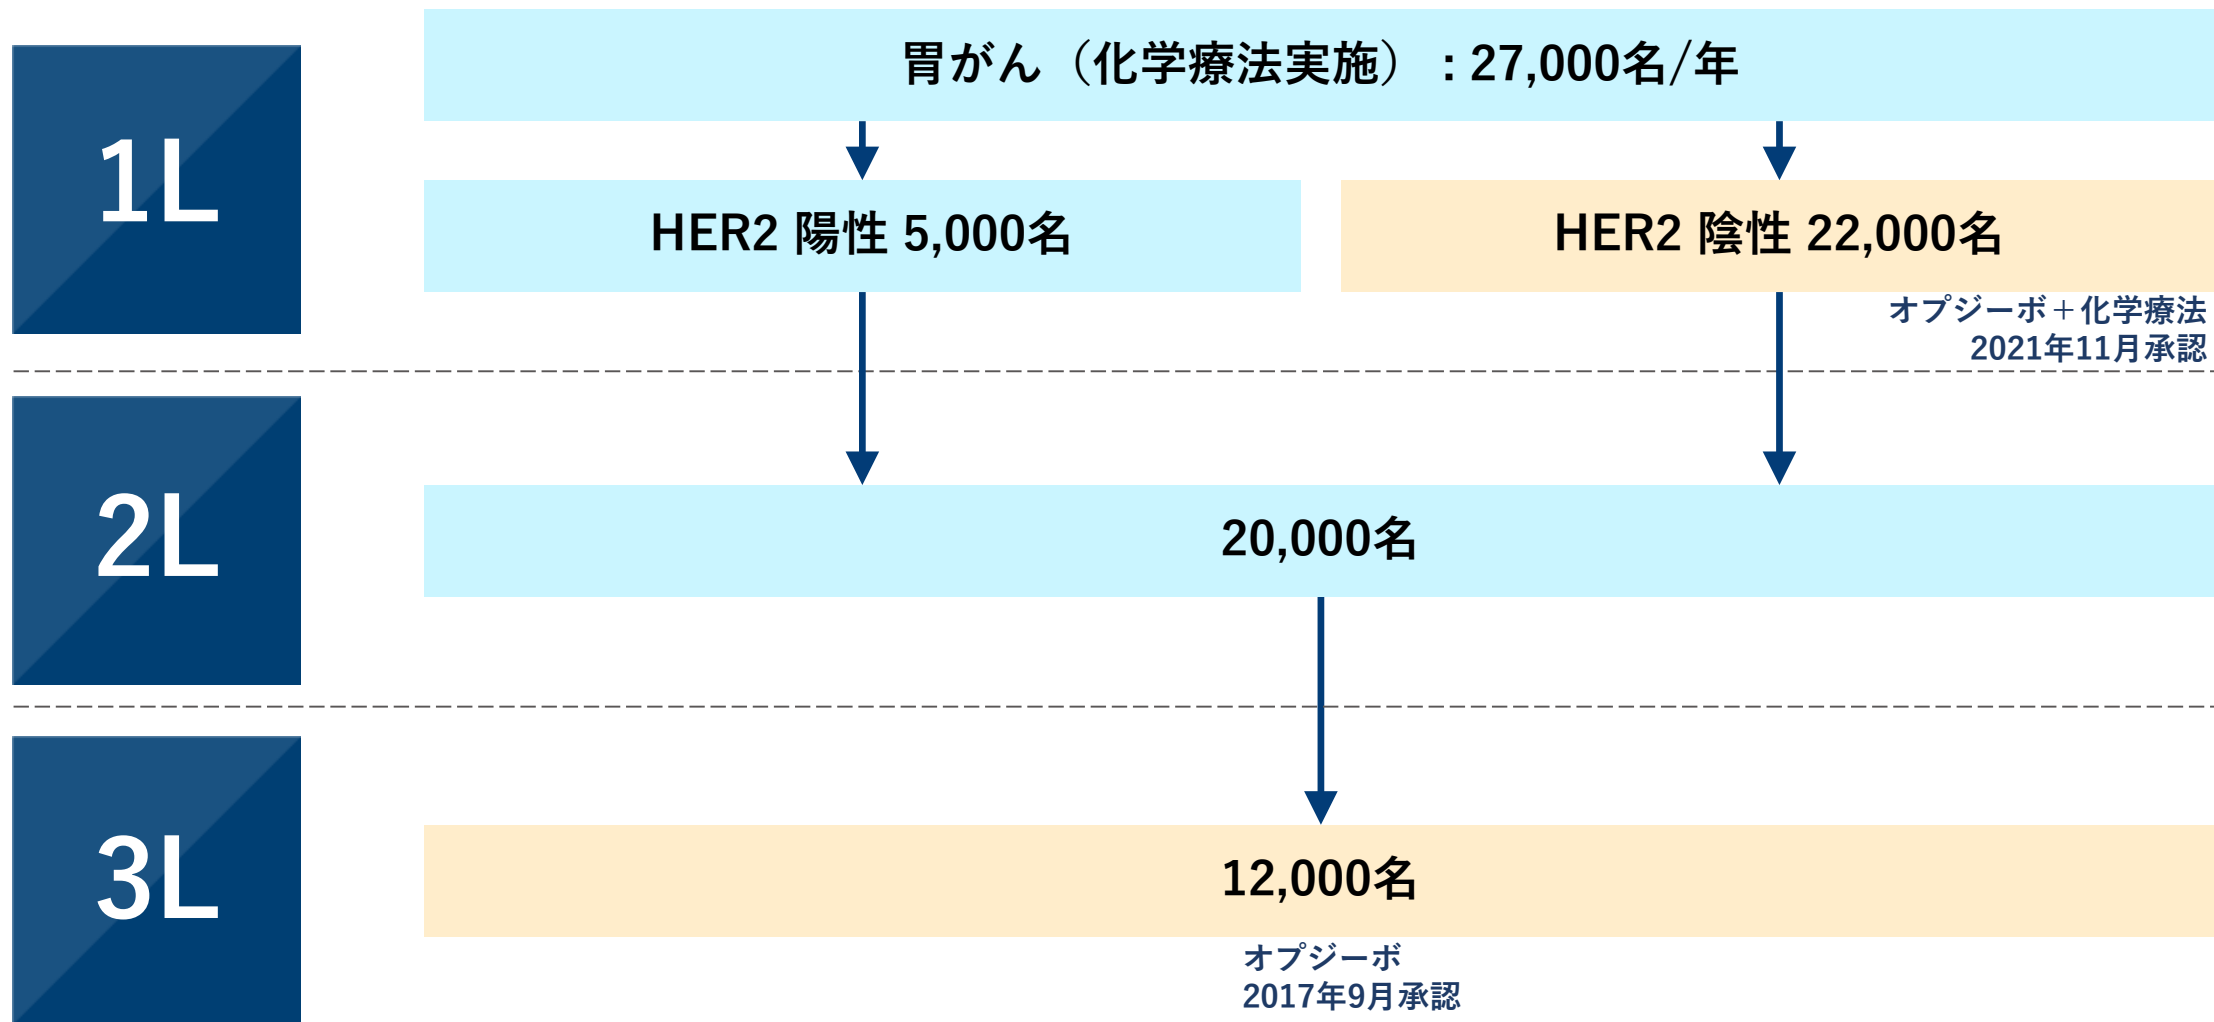 1L
胃がん（化学療法実施）：27,000名/年
HER2 陽性 5,000名
HER2 陰性 22,000名
オプジーボ＋化学療法
2021年11月承認
2L
20,000名
3L
12,000名
オプジーボ
2017年9月承認